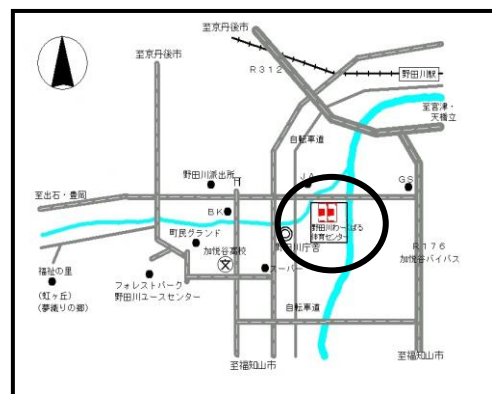 至京丹後市
至京丹後市
R312
野田川駅
至宮津・
天橋立
自転車道
野田川派出所
JA
GS
至出石・豊岡
BK
野田川わーくぱる
体育センター
町民グランド
加悦谷高校
野田川庁舎
R176
加悦谷バイパス
福祉の里
(虹ヶ丘)
(夢織りの郷)
フォレストパーク
野田川ユースセンター
スーパー
自転車道
至福知山市
至福知山市